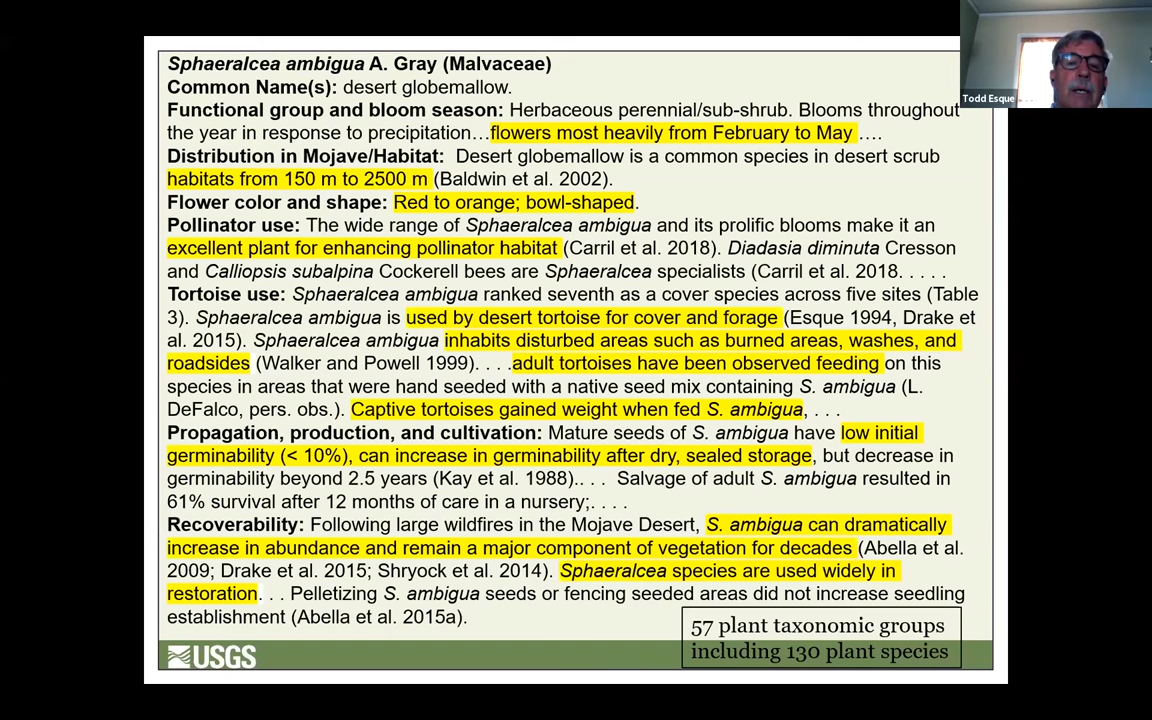 Sphaeralcea ambigua A. Gray (Malvaceae)
Common Name(s): desert globemallow.
Functional group and bloom season: Herbaceous perennial/sub-shrub. Blooms throughout
the year in response to precipitation…flowers most heavily from February to May ….
Distribution in Mojave/Habitat: Desert globemallow is a common species in desert scrub
habitats from 150 m to 2500 m (Baldwin et al. 2002).
Flower color and shape: Red to orange; bowl-shaped.
Pollinator use: The wide range of Sphaeralcea ambigua and its prolific blooms make it an
excellent plant for enhancing pollinator habitat (Carril et al. 2018). Diadasia diminuta Cresson
and Calliopsis subalpina Cockerell bees are Sphaeralcea specialists (Carril et al. 2018. . . . .
Tortoise use: Sphaeralcea ambigua ranked seventh as a cover species across five sites (Table
3). Sphaeralcea ambigua is used by desert tortoise for cover and forage (Esque 1994, Drake et
al. 2015). Sphaeralcea ambigua inhabits disturbed areas such as burned areas, washes, and
roadsides (Walker and Powell 1999). . . .adult tortoises have been observed feeding on this
species in areas that were hand seeded with a native seed mix containing S. ambigua (L.
DeFalco, pers. obs.). Captive tortoises gained weight when fed S. ambigua, . . .
Propagation, production, and cultivation: Mature seeds of S. ambigua have low initial
germinability (< 10%), can increase in germinability after dry, sealed storage, but decrease in
germinability beyond 2.5 years (Kay et al. 1988).. . . Salvage of adult S. ambigua resulted in
61% survival after 12 months of care in a nursery;. . . .
Recoverability: Following large wildfires in the Mojave Desert, S. ambigua can dramatically
increase in abundance and remain a major component of vegetation for decades (Abella et al.
2009; Drake et al. 2015; Shryock et al. 2014). Sphaeralcea species are used widely in
restoration. . . Pelletizing S. ambigua seeds or fencing seeded areas did not increase seedling
establishment (Abella et al. 2015a).
57 plant taxonomic groups
including 130 plant species
USGS
Todd Esque